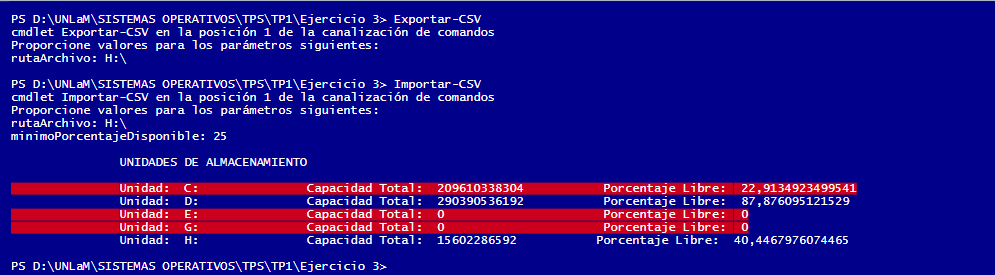 PS D:\UNLaM\SISTEMAS OPERATIVOS\TPS\TP1\Ejercicio 3> Exportar-CSV
cmdlet Exportar-CSV en la posición 1 de la canalización de comandos
Proporcione valores para los parámetros siguientes:
rutaArchivo: H:\
PS D:\UNLaM\SISTEMAS OPERATIVOS\TPS\TP1\Ejercicio 3> Importar-CSV
cmdlet Importar-CSV en la posición 1 de la canalización de comandos
Proporcione valores para los parámetros siguientes:
rutaArchivo: H:\
minimoPorcentajeDisponible: 25
UNIDADES DE ALMACENAMIENTO
Unidad: C: Capacidad Total: 209610338304 Porcentaje Libre: 22,9134923499541
Unidad: D: Capacidad Total: 290390536192 Porcentaje Libre: 87,876095121529
Unidad: E: Capacidad Total: 0 Porcentaje Libre: 0
Unidad: G: Capacidad Total: 0 Porcentaje Libre: 0
Unidad: H: Capacidad Total: 15602286592 Porcentaje Libre: 40,4467976074465
PS D:\UNLaM\SISTEMAS OPERATIVOS\TPS\TP1\Ejercicio 3>